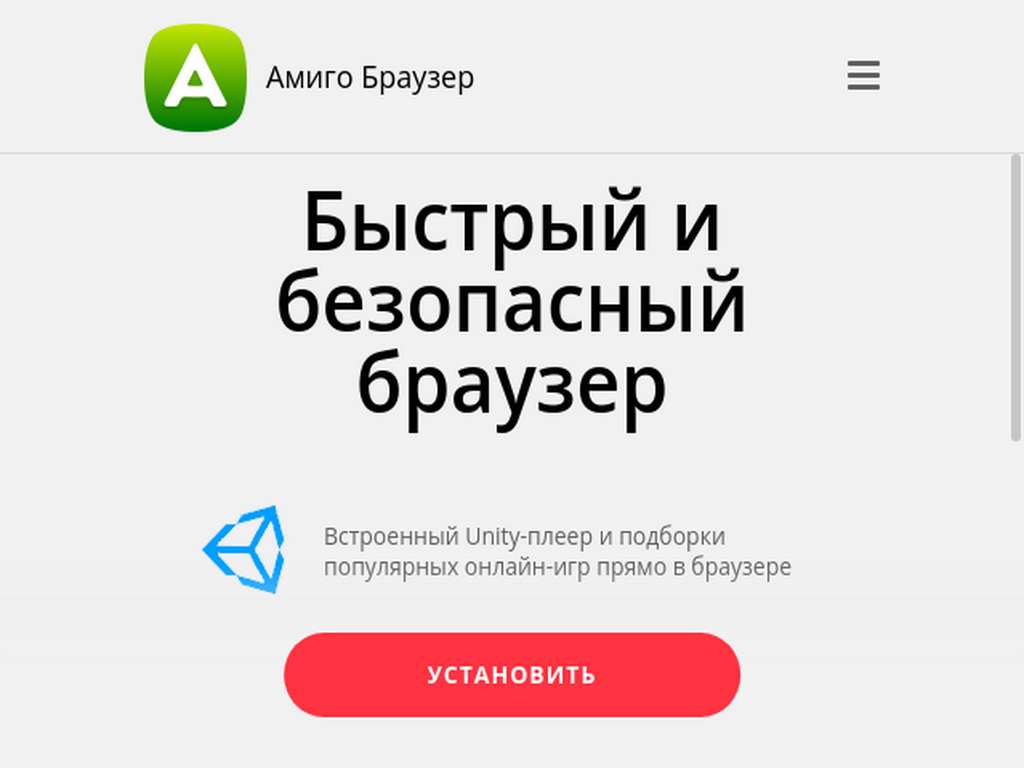 Амиго Браузер
Быстрый и
безопасный
браузер
Встроенный Unity-плеер и подборки
популярных онлайн-игр прямо в браузере
УСТАНОВИТЬ